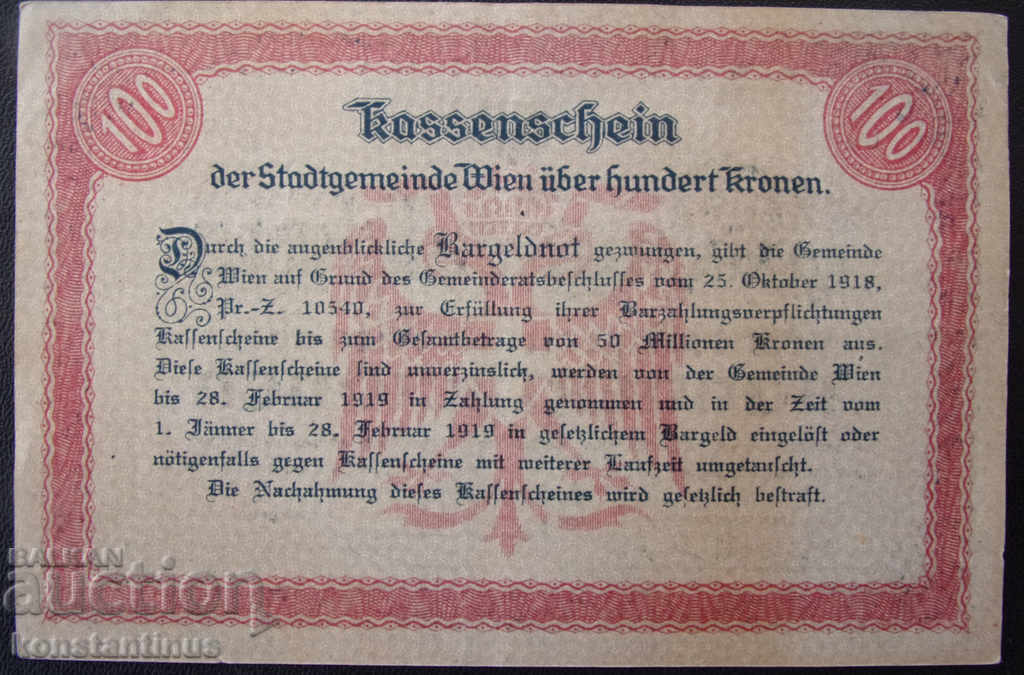 100
100
Kassenschein
der Stadtgemeinde Wien über hundert Kronen.
Durch die augenblickliche Bargeldnot gezwungen, gibt die Gemeinde
Wien auf Grund des Gemeinderatsbeschlusses vom 25. Oktober 1918,
Pr.-Z. 10540, zur Erfüllung ihrer Barzahlungsverpflichtungen
Kassenscheine bis zum Gesamtbetrage von 50 Millionen Kronen aus.
Diese Kassenscheine sind unverzinslich, werden von der Gemeinde Wien
bis 28. Februar 1919 in Zahlung genommen und in der Zeit vom
1. Jänner bis 28. Februar 1919 in gesetzlichem Bargeld eingelöst oder
nötigenfalls gegen Kassenscheine mit weiterer Laufzeit umgetauscht.
Die Nachahmung dieses Kassenscheines wird gesetzlich bestraft.
BALKAN
auction
konstantinus